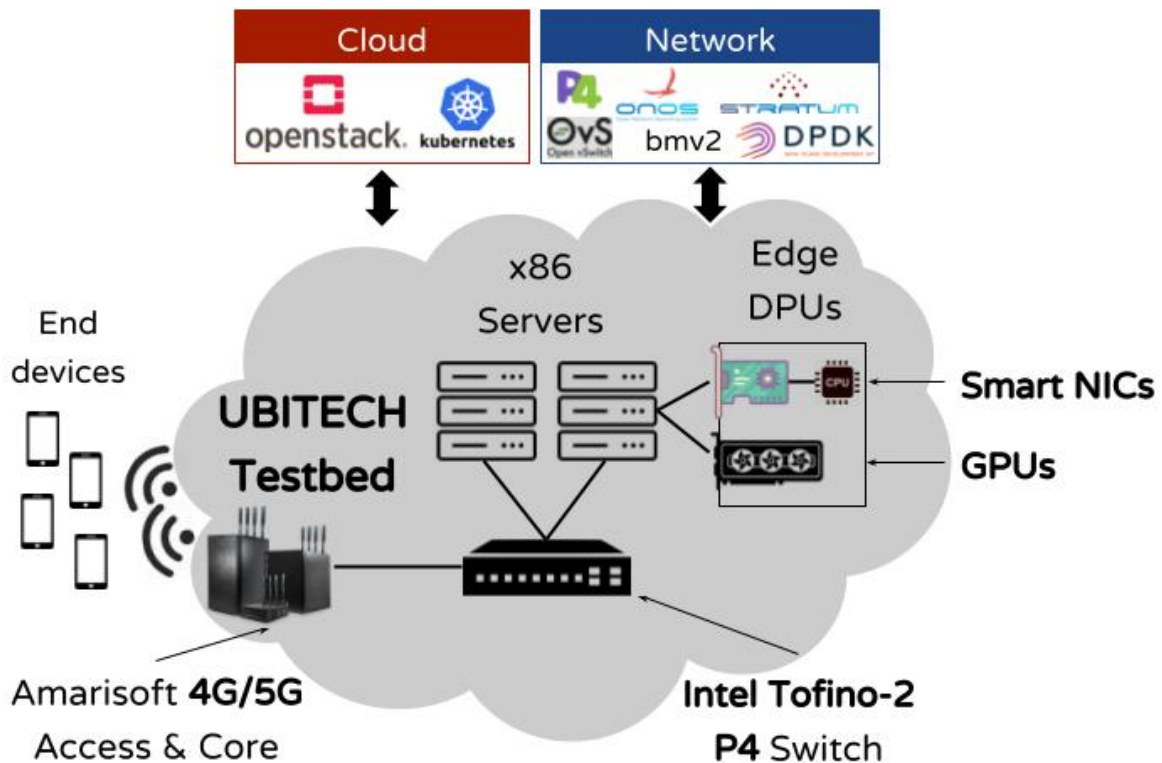 Cloud
Network
openstack.
kubernetes
P4
ONOS
STRATUM
OvS
Open vSwitch
bmv2
DPDK
x86
Servers
Edge
DPUs
End
devices
CPU
Smart NICs
GPUs
UBITECH
Testbed
Amarisoft 4G/5G
Access & Core
Intel Tofino-2
P4 Switch